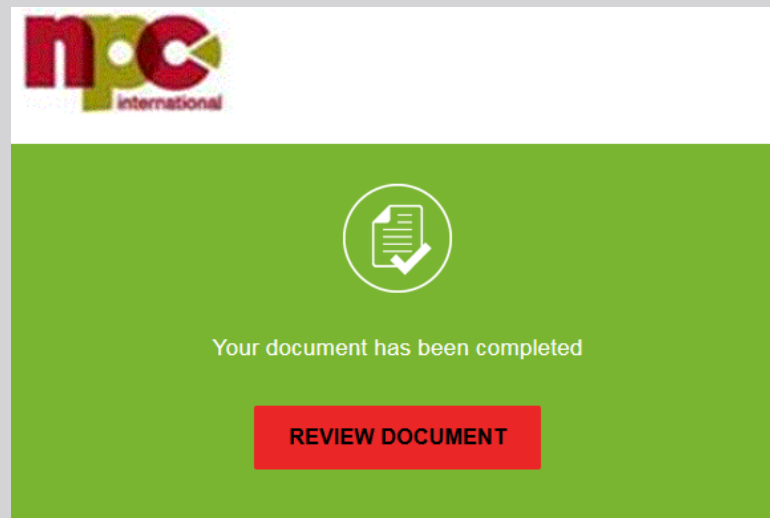 npc
international
Your document has been completed
REVIEW DOCUMENT